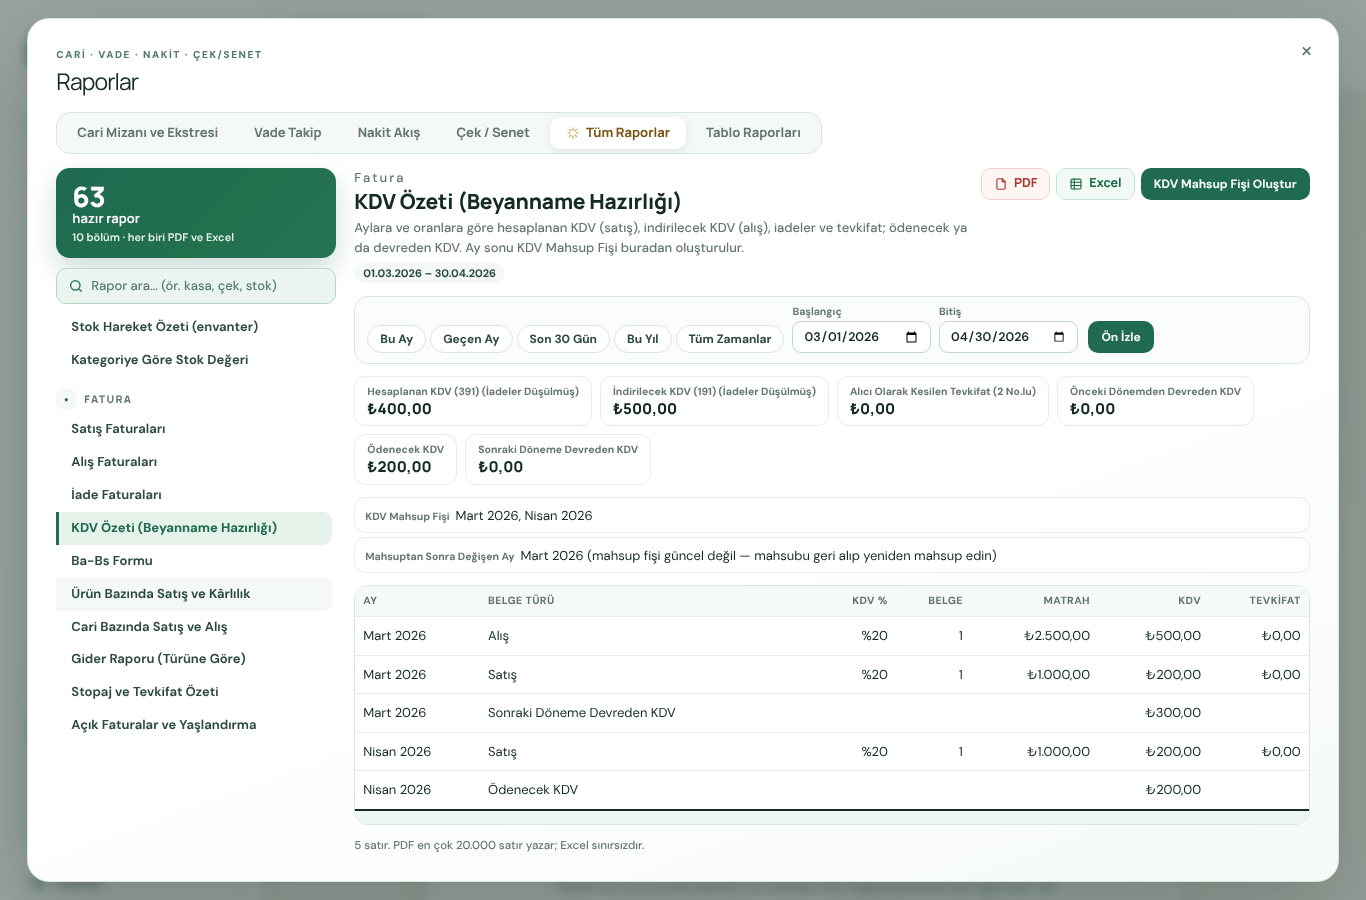 CARİ · VADE · NAKİT · ÇEK/SENET
Raporlar
Cari Mizanı ve Ekstresi
Vade Takip
Nakit Akış
Çek / Senet
Tüm Raporlar
Tablo Raporları
63
hazır rapor
10 bölüm · her biri PDF ve Excel
Rapor ara... (ör. kasa, çek, stok)
Stok Hareket Özeti (envanter)
Kategoriye Göre Stok Değeri
FATURA
Satış Faturaları
Alış Faturaları
İade Faturaları
KDV Özeti (Beyanname Hazırlığı)
Ba-Bs Formu
Ürün Bazında Satış ve Kârlılık
Cari Bazında Satış ve Alış
Gider Raporu (Türüne Göre)
Stopaj ve Tevkifat Özeti
Açık Faturalar ve Yaşlandırma
Fatura
KDV Özeti (Beyanname Hazırlığı)
Aylara ve oranlara göre hesaplanan KDV (satış), indirilecek KDV (alış), iadeler ve tevkifat; ödenecek ya
da devreden KDV. Ay sonu KDV Mahsup Fişi buradan oluşturulur.
01.03.2026 – 30.04.2026
PDF
Excel
KDV Mahsup Fişi Oluştur
Bu Ay
Geçen Ay
Son 30 Gün
Bu Yıl
Tüm Zamanlar
Başlangıç
03/01/2026
Bitiş
04/30/2026
Ön İzle
Hesaplanan KDV (391) (İadeler Düşülmüş)
₺400,00
İndirilecek KDV (191) (İadeler Düşülmüş)
₺500,00
Alıcı Olarak Kesilen Tevkifat (2 No.lu)
₺0,00
Önceki Dönemden Devreden KDV
₺0,00
Ödenecek KDV
₺200,00
Sonraki Döneme Devreden KDV
₺0,00
KDV Mahsup Fişi Mart 2026, Nisan 2026
Mahsuptan Sonra Değişen Ay Mart 2026 (mahsup fişi güncel değil — mahsubu geri alıp yeniden mahsup edin)
AY BELGE TÜRÜ KDV % BELGE MATRAH KDV TEVKİFAT
Mart 2026 Alış %20 1 ₺2.500,00 ₺500,00 ₺0,00
Mart 2026 Satış %20 1 ₺1.000,00 ₺200,00 ₺0,00
Mart 2026 Sonraki Döneme Devreden KDV ₺300,00
Nisan 2026 Satış %20 1 ₺1.000,00 ₺200,00 ₺0,00
Nisan 2026 Ödenecek KDV ₺200,00
5 satır. PDF en çok 20.000 satır yazar; Excel sınırsızdır.